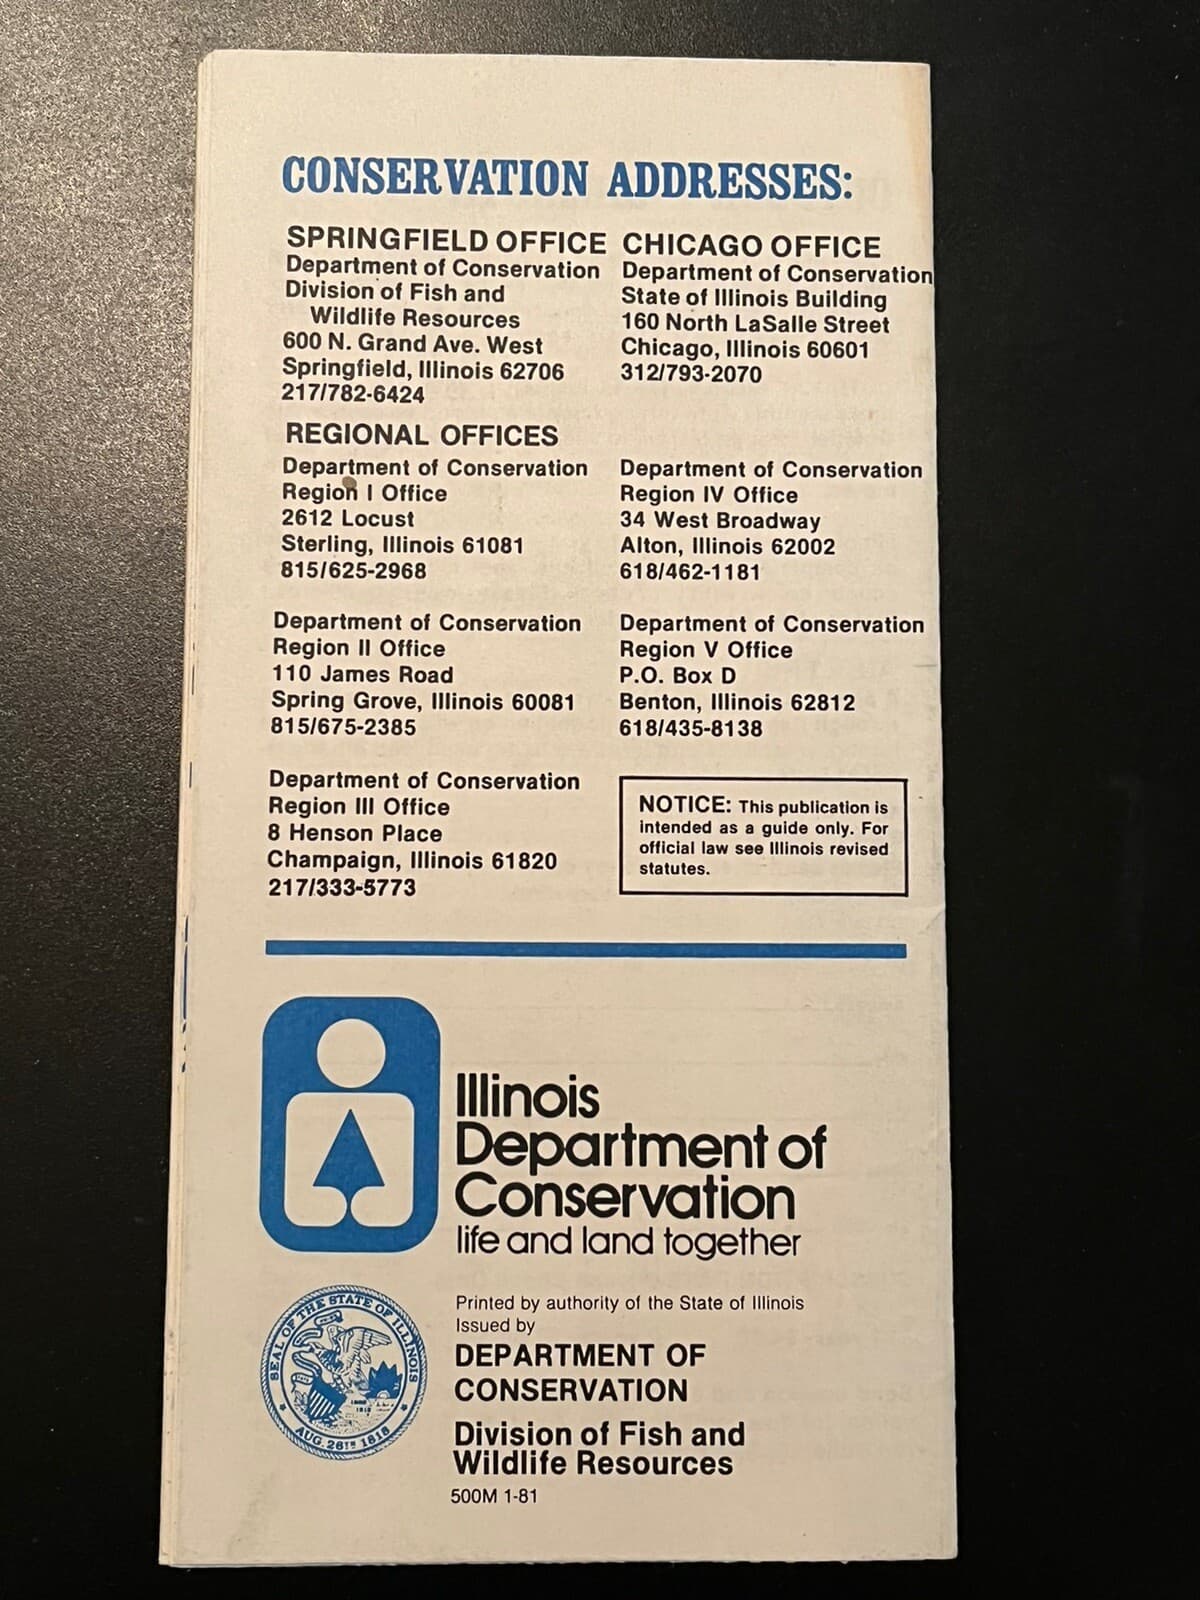 CONSERVATION ADDRESSES:
SPRINGFIELD OFFICE
Department of Conservation
Division of Fish and
Wildlife Resources
600 N. Grand Ave. West
Springfield, Illinois 62706
217/782-6424
CHICAGO OFFICE
Department of Conservation
State of Illinois Building
160 North LaSalle Street
Chicago, Illinois 60601
312/793-2070
REGIONAL OFFICES
Department of Conservation
Region I Office
2612 Locust
Sterling, Illinois 61081
815/625-2968
Department of Conservation
Region II Office
110 James Road
Spring Grove, Illinois 60081
815/675-2385
Department of Conservation
Region III Office
8 Henson Place
Champaign, Illinois 61820
217/333-5773
Department of Conservation
Region IV Office
34 West Broadway
Alton, Illinois 62002
618/462-1181
Department of Conservation
Region V Office
P.O. Box D
Benton, Illinois 62812
618/435-8138
NOTICE: This publication is
intended as a guide only. For
official law see Illinois revised
statutes.
Illinois
Department of
Conservation
life and land together
SEAL OF THE STATE OF ILLINOIS
AUG. 26TH 1818
Printed by authority of the State of Illinois
Issued by
DEPARTMENT OF
CONSERVATION
Division of Fish and
Wildlife Resources
500M 1-81